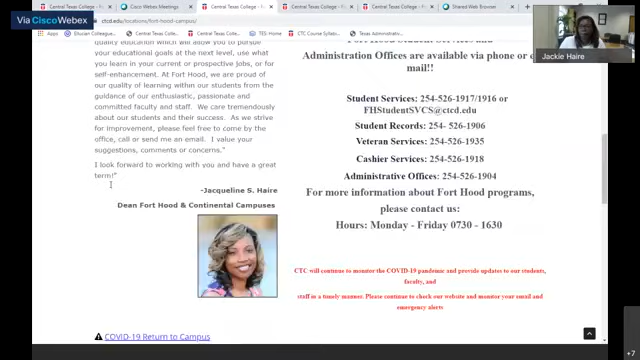 Via Cisco Webex
Central Texas College -
Cisco Webex Meetings
Central Texas College -
Central Texas College
Central Texas College -
Shared Web Browser
ctcd.edu/locations/fort-hood-campus/
Apps
Shucan Colleague
TES: Home
CTC Course Syllabi
Jackie Haire
quality education which will allow you to pursue
your educational goals at the next level, use what
you learn in your current or prospective jobs, or for
self-enhancement. At Fort Hood, we are proud of
our quality of learning within our students from
the guidance of our enthusiastic, passionate and
committed faculty and staff. We care tremendously
about our students and their success. As we strive
for improvement, please feel free to come by the
office, call or send me an email. I value your
suggestions, comments or concerns."
I look forward to working with you and have a great
term!"
-Jacqueline S. Haire
Dean Fort Hood & Continental Campuses
COVID-19 Return to Campus
Fort Hood Student Services and
Administration Offices are available via phone or
mail!!
Student Services: 254-526-1917/1916 or
FHStudentSVCS@ctcd.edu
Student Records: 254- 526-1906
Veteran Services: 254-526-1935
Cashier Services: 254-526-1918
Administrative Offices: 254-526-1904
For more information about Fort Hood programs,
please contact us:
Hours: Monday - Friday 0730 - 1630
CTC will continue to monitor the COVID-19 pandemic and provide updates to our students,
faculty, and
staff in a timely manner. Please continue to check our website and monitor your email and
emergency alerts
+7